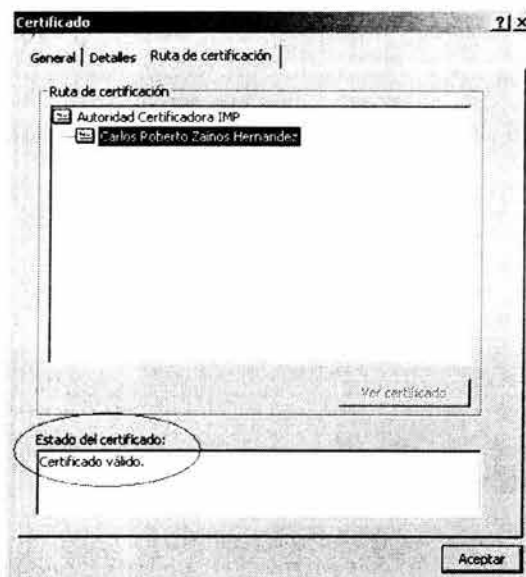 Certificado
General | Detalles Ruta de certificación
Ruta de certificación
Autoridad Certificadora IMP
Carlos Roberto Zainos Hernandez
Ver certificado
Estado del certificado:
Certificado válido.
Aceptar